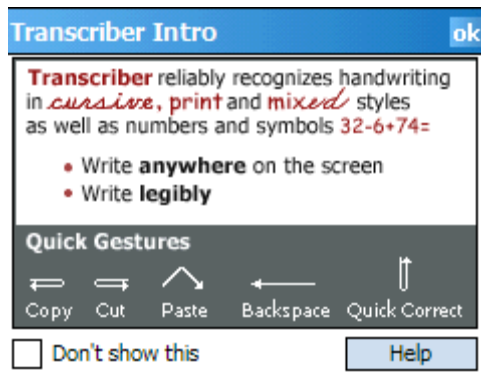 Transcriber Intro ok
Transcriber reliably recognizes handwriting
in cursive, print and mixed styles
as well as numbers and symbols 32-6+74=
• Write anywhere on the screen
• Write legibly
Quick Gestures
Copy Cut Paste Backspace Quick Correct
Don't show this Help